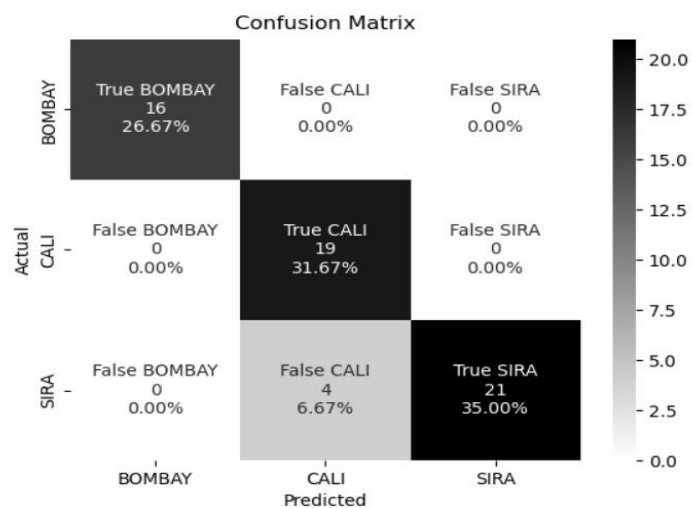 Confusion Matrix
True BOMBAY
16
26.67%
False CALI
0
0.00%
False SIRA
0
0.00%
False BOMBAY
0
0.00%
True CALI
19
31.67%
False SIRA
0
0.00%
False BOMBAY
0
0.00%
False CALI
4
6.67%
True SIRA
21
35.00%
BOMBAY
CALI
SIRA
Actual
BOMBAY
CALI
SIRA
Predicted
20.0
17.5
15.0
12.5
10.0
7.5
5.0
2.5
0.0